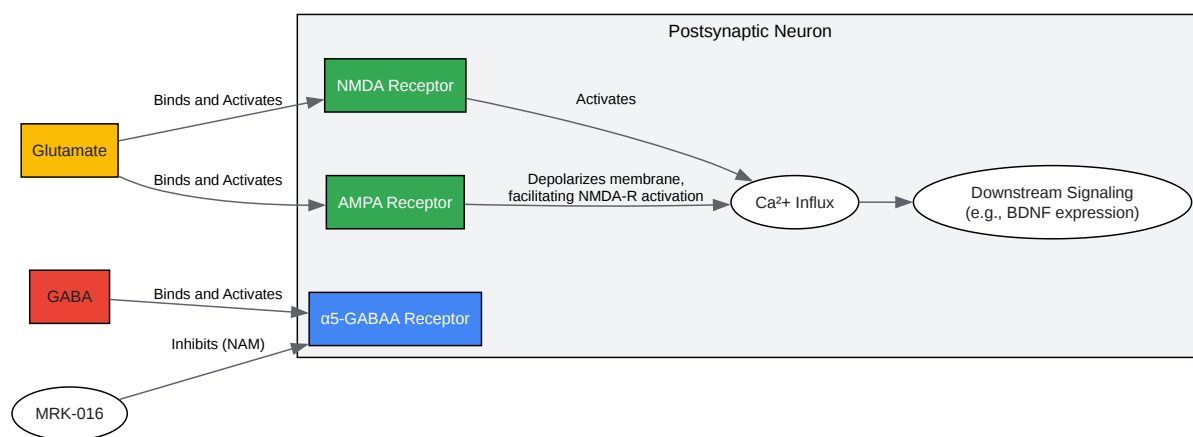 Postsynaptic Neuron
NMDA Receptor
Binds and Activates
Activates
Glutamate
Binds and Activates
AMPA Receptor
Depolarizes membrane,
facilitating NMDA-R activation
Ca²+ Influx
Downstream Signaling
(e.g., BDNF expression)
GABA
Binds and Activates
α5-GABAA Receptor
Inhibits (NAM)
MRK-016